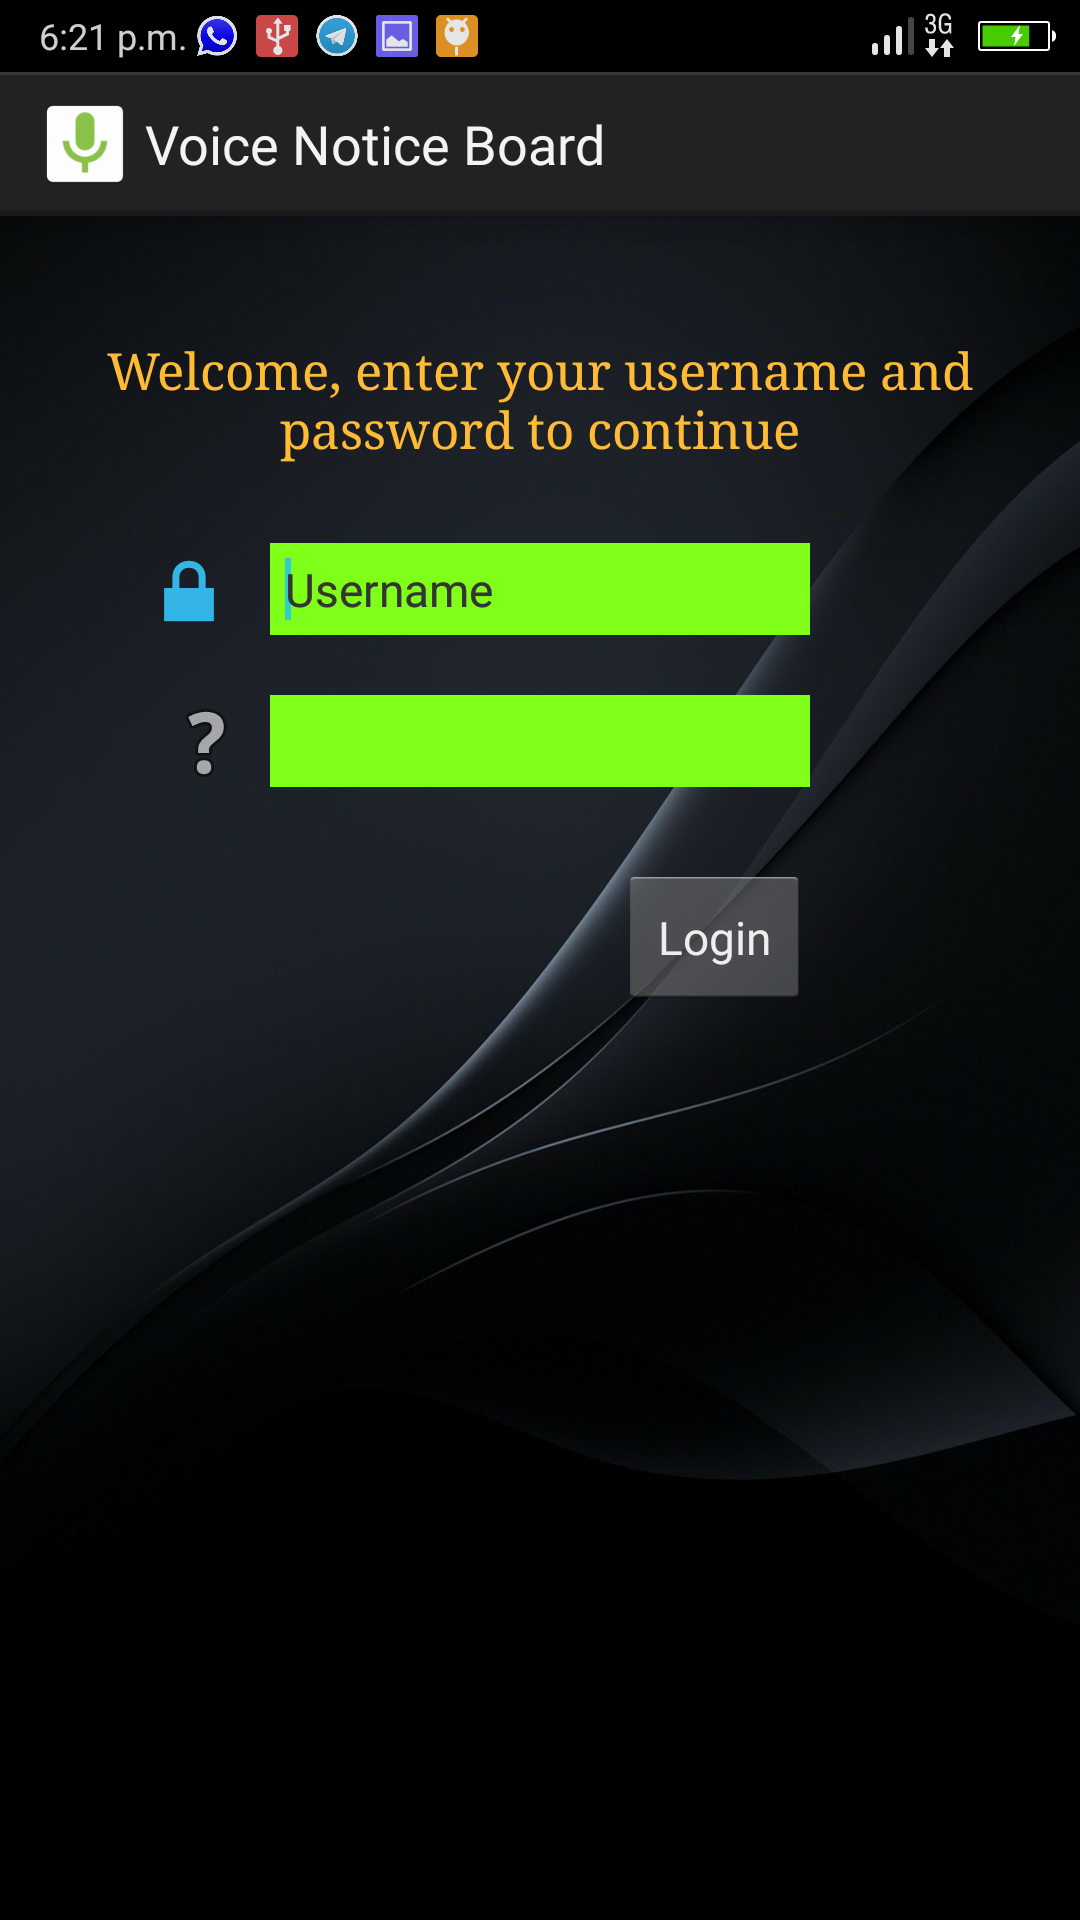 6:21 p.m.
3G
Voice Notice Board
Welcome, enter your username and
password to continue
Username
?
Login